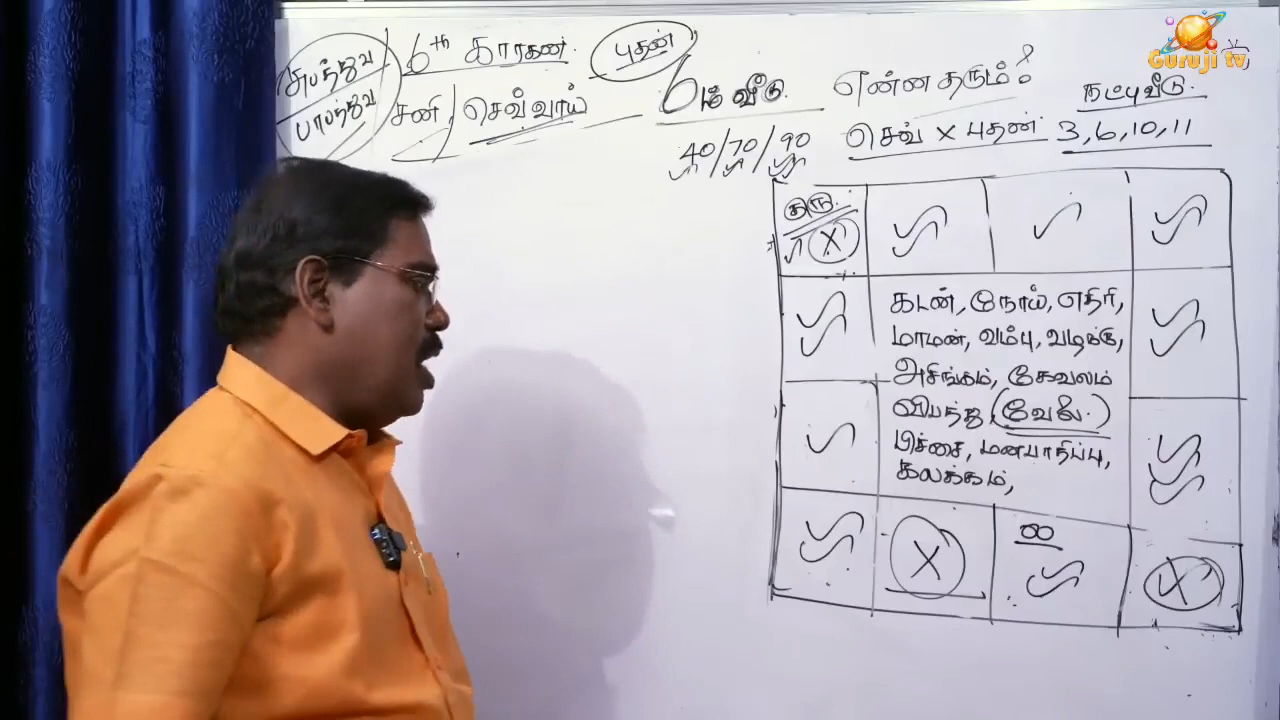 Guruji tv
சுபத்துவ / 6th காரகன். புதன்
பாபத்துவ சனி / செவ்வாய்
6ம் வீடு. என்ன தரும்?
நட்பு வீடு.
40/70/90 செவ் X புதன் 3, 6, 10, 11
X
கடன், நோய், எதிரி,
மாமன், வம்பு, வழக்கு,
அசிங்கம், கேவலம்
விபத்து (வேலை.)
பிச்சை, மனபாதிப்பு,
கலக்கம்,
X
X